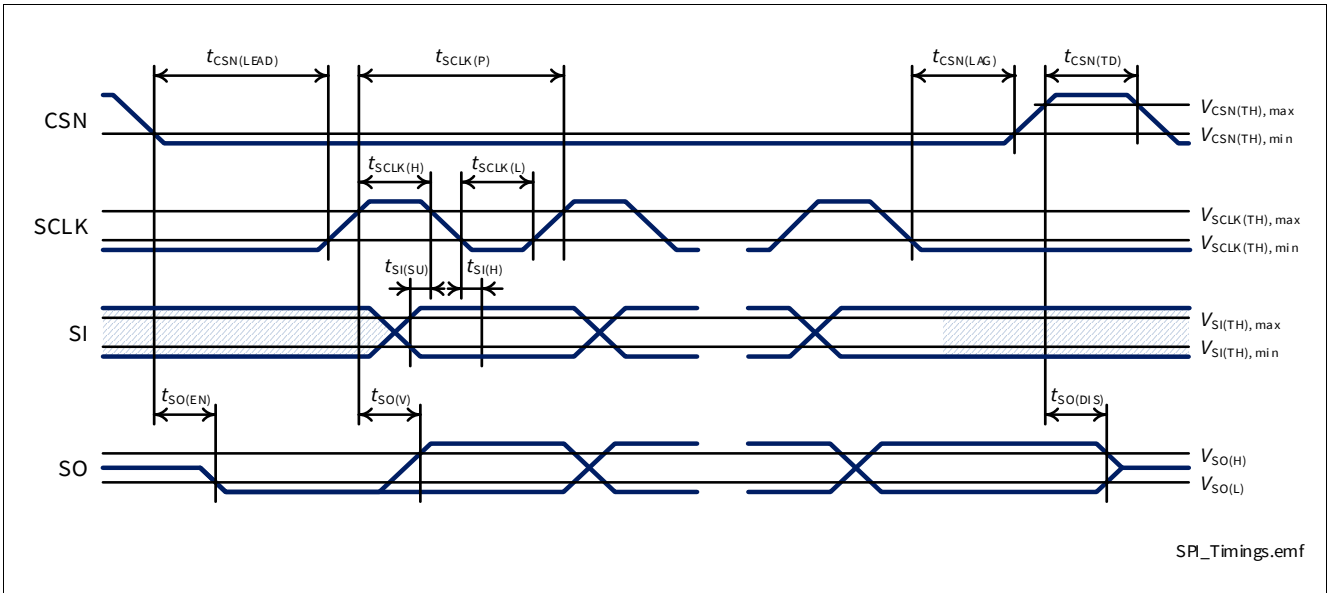 tCSN(LEAD) tSCLK(P) tCSN(LAG) tCSN(TD)
CSN
VCSN(TH), max
VCSN(TH), min
tSCLK(H) tSCLK(L)
SCLK
VSCLK(TH), max
VSCLK(TH), min
tSI(SU) tSI(H)
SI
VSI(TH), max
VSI(TH), min
tSO(EN) tSO(V) tSO(DIS)
SO
VSO(H)
VSO(L)
SPI_Timings.emf